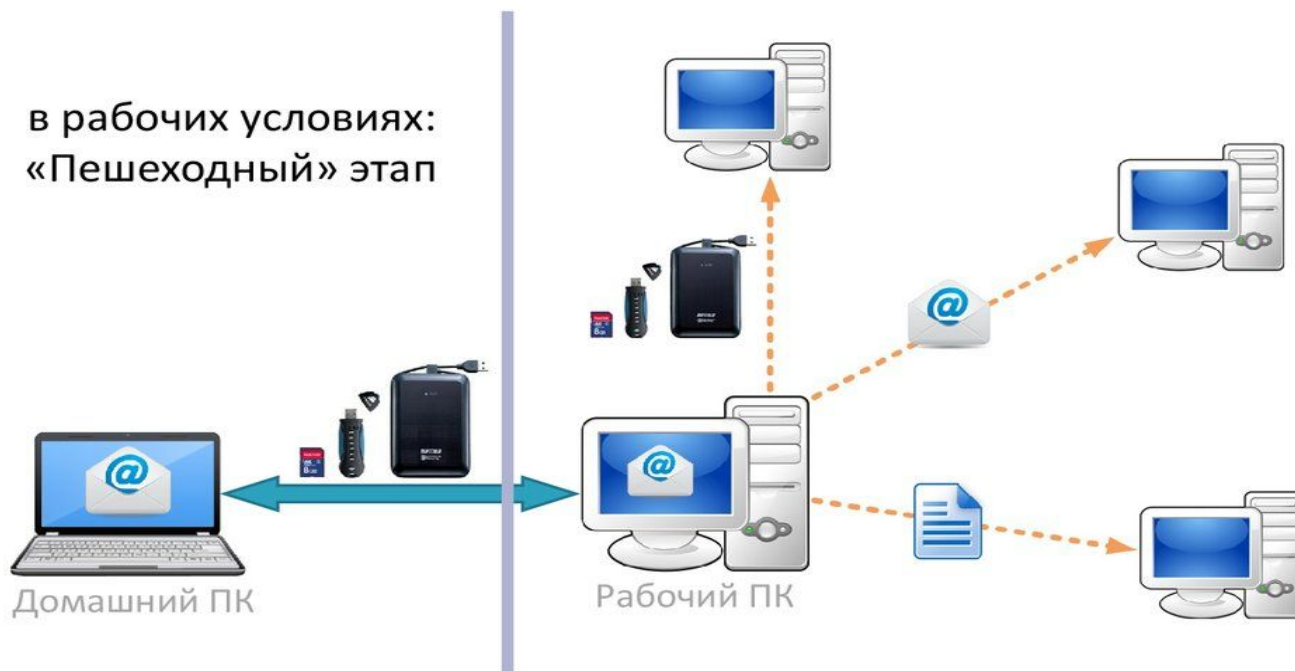 в рабочих условиях:
«Пешеходный» этап
Домашний ПК
Рабочий ПК